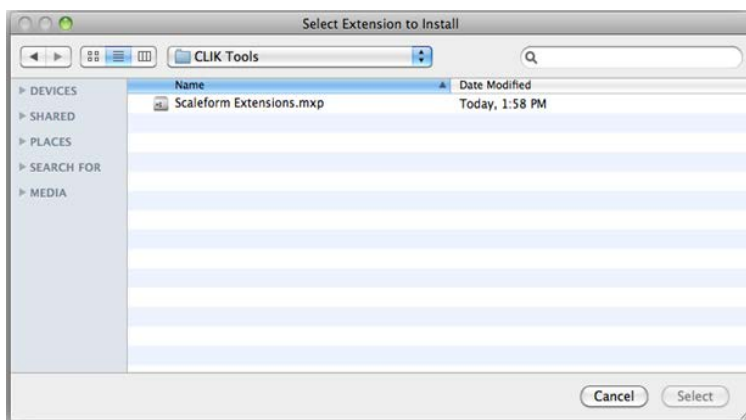 Select Extension to Install
CLIK Tools
Name
Date Modified
DEVICES
Scaleform Extensions.mxp
Today, 1:58 PM
SHARED
PLACES
SEARCH FOR
MEDIA
Cancel
Select